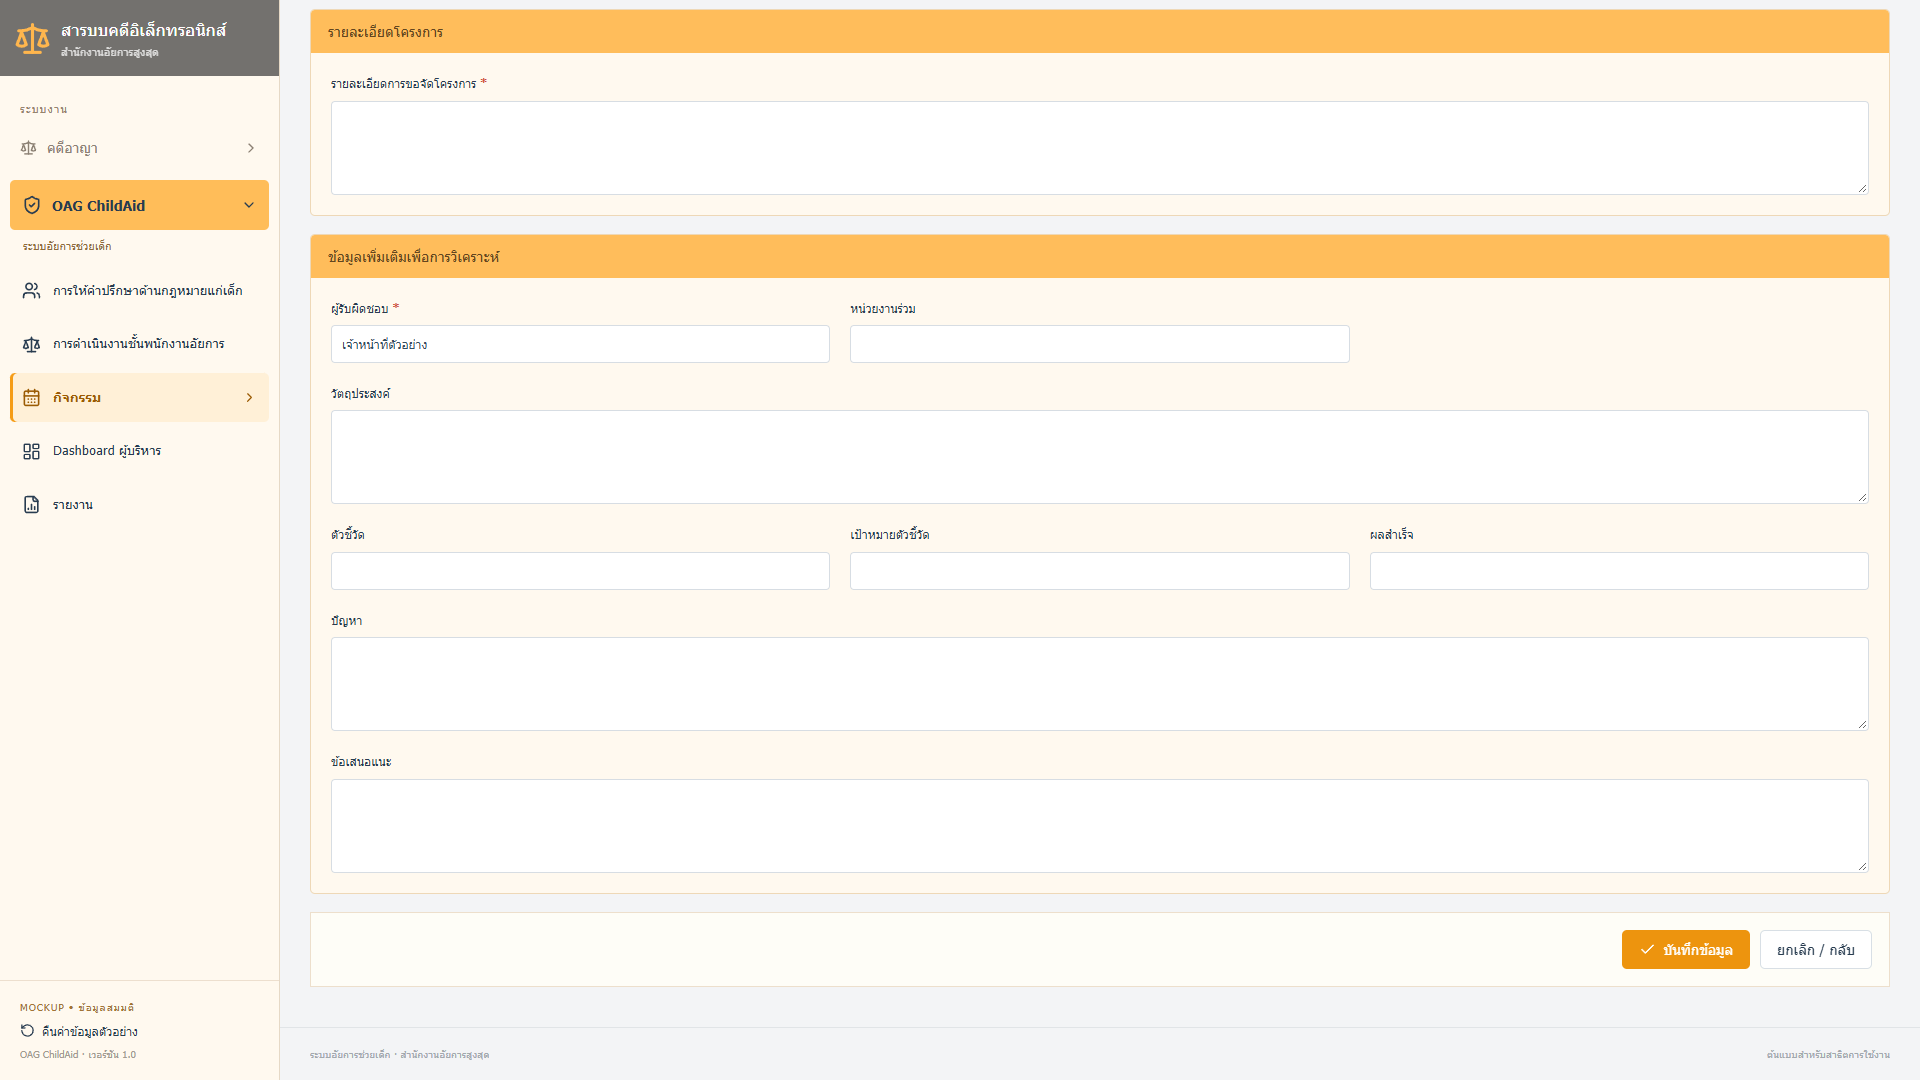 สารบบคดีอิเล็กทรอนิกส์
สำนักงานอัยการสูงสุด
ระบบงาน
คดีอาญา
OAG ChildAid
ระบบอัยการช่วยเด็ก
การให้คำปรึกษาด้านกฎหมายแก่เด็ก
การดำเนินงานชั้นพนักงานอัยการ
กิจกรรม
Dashboard ผู้บริหาร
รายงาน
MOCKUP • ข้อมูลสมมติ
คืนค่าข้อมูลตัวอย่าง
OAG ChildAid · เวอร์ชัน 1.0
รายละเอียดโครงการ
รายละเอียดการขอจัดโครงการ *
ข้อมูลเพิ่มเติมเพื่อการวิเคราะห์
ผู้รับผิดชอบ * หน่วยงานร่วม
เจ้าหน้าที่ตัวอย่าง
วัตถุประสงค์
ตัวชี้วัด เป้าหมายตัวชี้วัด ผลสำเร็จ
ปัญหา
ข้อเสนอแนะ
บันทึกข้อมูล ยกเลิก / กลับ
ระบบอัยการช่วยเด็ก · สำนักงานอัยการสูงสุด ต้นแบบสำหรับสาธิตการใช้งาน